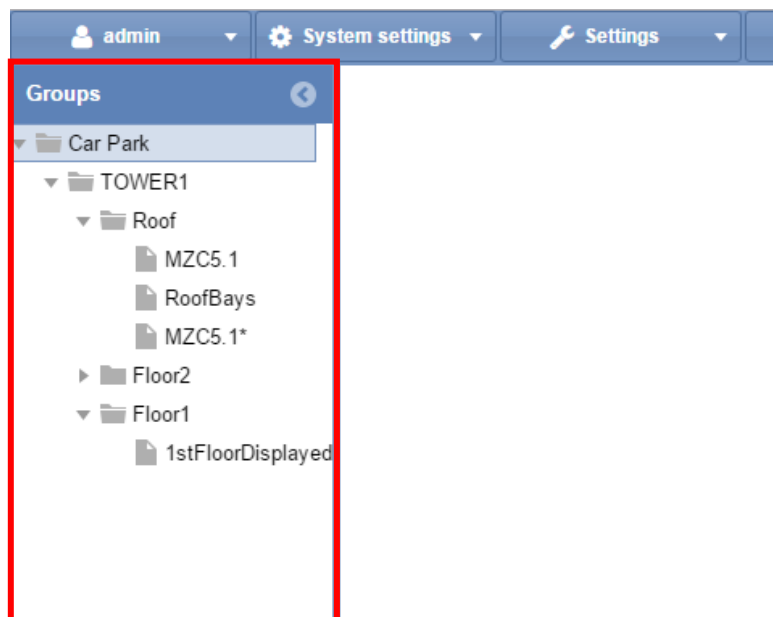 admin System settings Settings
Groups
Car Park
TOWER1
Roof
MZC5.1
RoofBays
MZC5.1*
Floor2
Floor1
1stFloorDisplayed